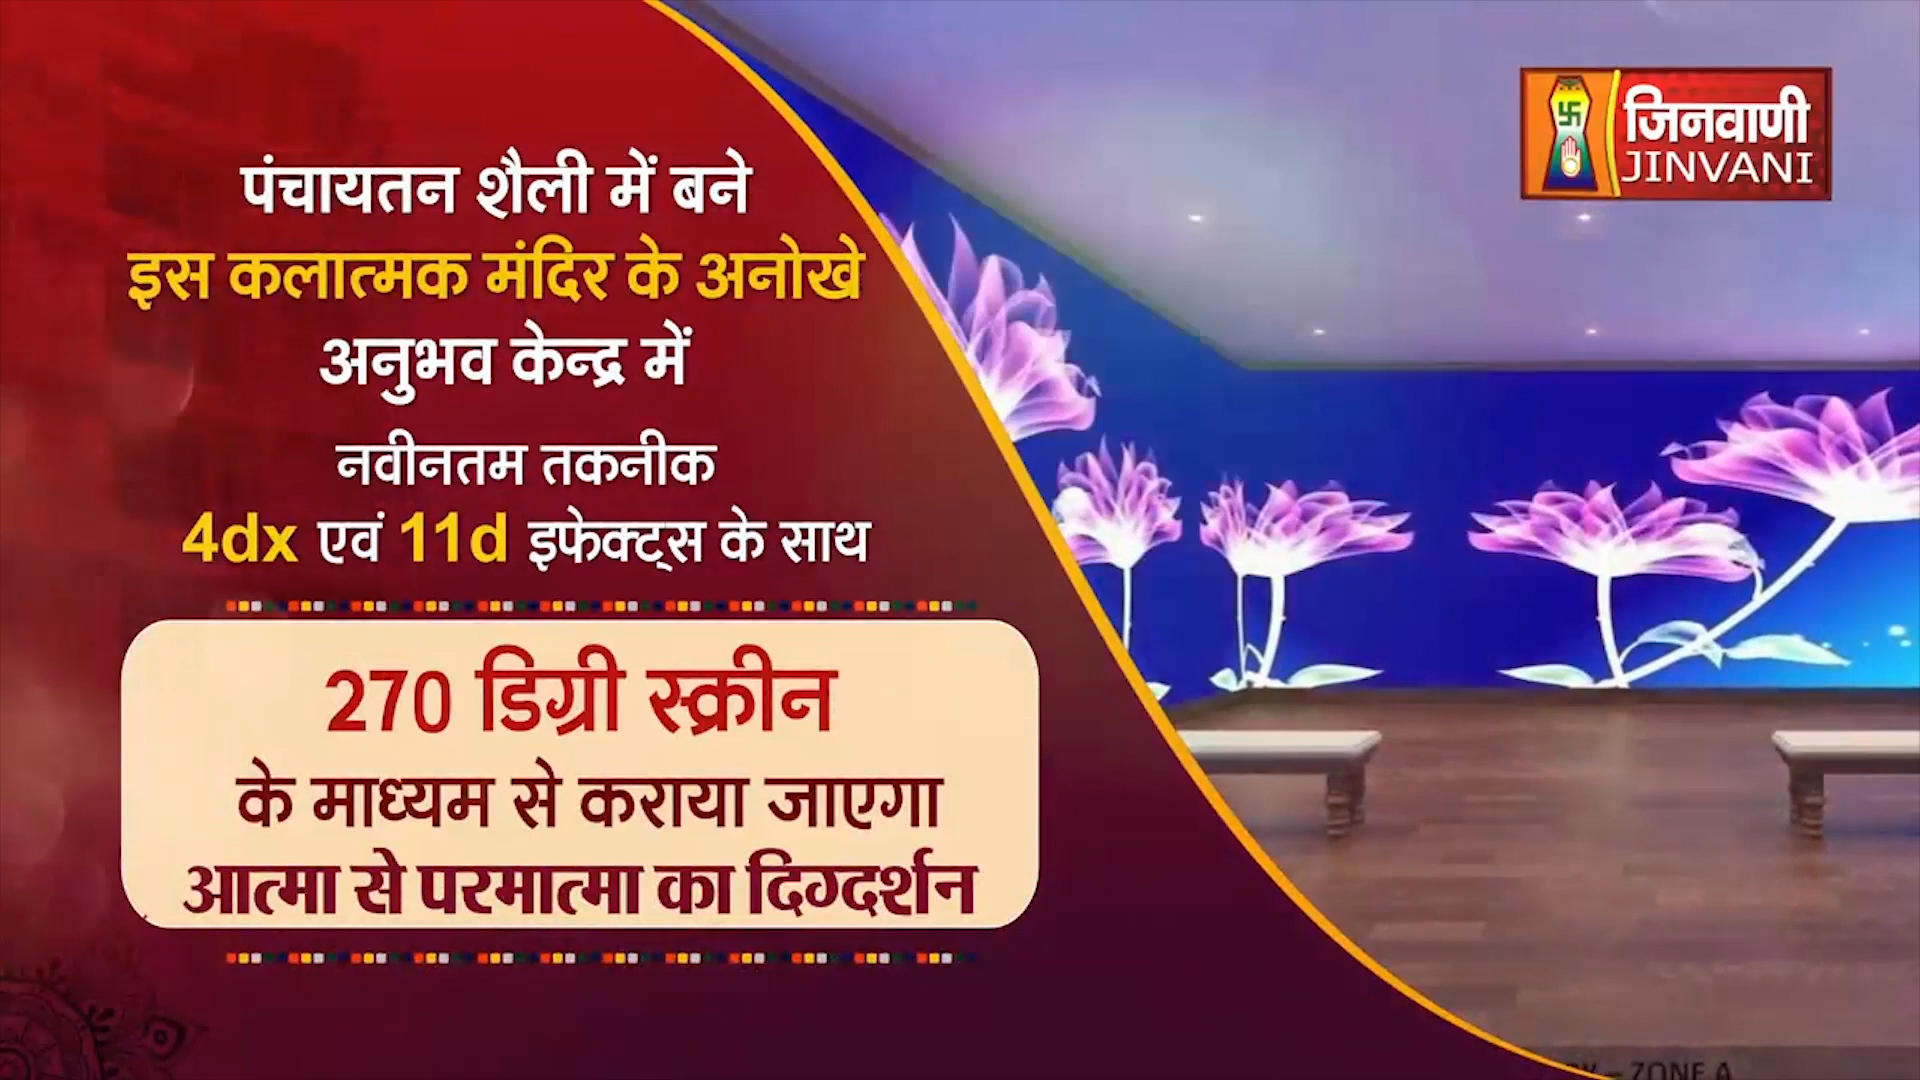 पंचायतन शैली में बने
इस कलात्मक मंदिर के अनोखे
अनुभव केन्द्र में
नवीनतम तकनीक
4dx एवं 11d इफेक्ट्स के साथ
270 डिग्री स्क्रीन
के माध्यम से कराया जाएगा
आत्मा से परमात्मा का दिग्दर्शन
जिनवाणी
JINVANI
– ZONE A